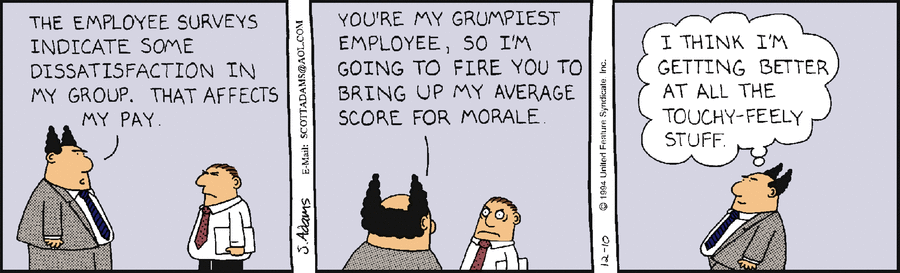 THE EMPLOYEE SURVEYS
INDICATE SOME
DISSATISFACTION IN
MY GROUP. THAT AFFECTS
MY PAY.
S.Adams
E-Mail: SCOTTADAMS@AOL.COM
YOU'RE MY GRUMPIEST
EMPLOYEE, SO I'M
GOING TO FIRE YOU TO
BRING UP MY AVERAGE
SCORE FOR MORALE.
12-10
© 1994 United Feature Syndicate, Inc.
I THINK I'M
GETTING BETTER
AT ALL THE
TOUCHY-FEELY
STUFF.